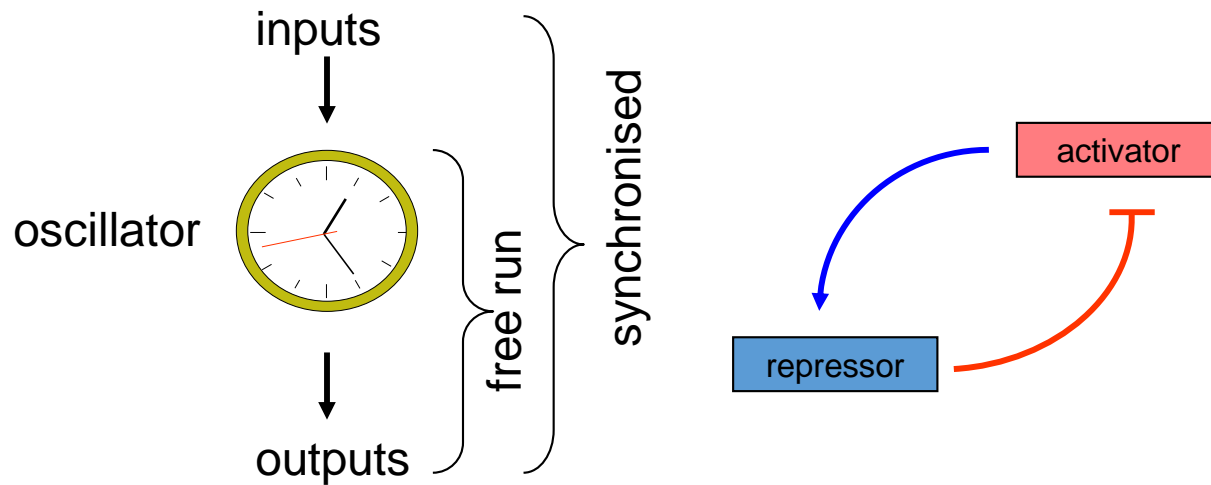 inputs
oscillator
outputs
free run
synchronised
activator
repressor